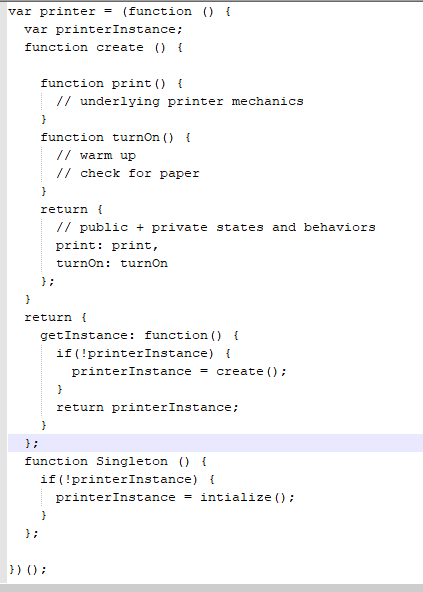 var printer = (function () {
  var printerInstance;
  function create () {

    function print() {
      // underlying printer mechanics
    }
    function turnOn() {
      // warm up
      // check for paper
    }
    return {
      // public + private states and behaviors
      print: print,
      turnOn: turnOn
    };
  }
  return {
    getInstance: function() {
      if(!printerInstance) {
        printerInstance = create();
      }
      return printerInstance;
    }
  };
  function Singleton () {
    if(!printerInstance) {
      printerInstance = intialize();
    }
  };

})();